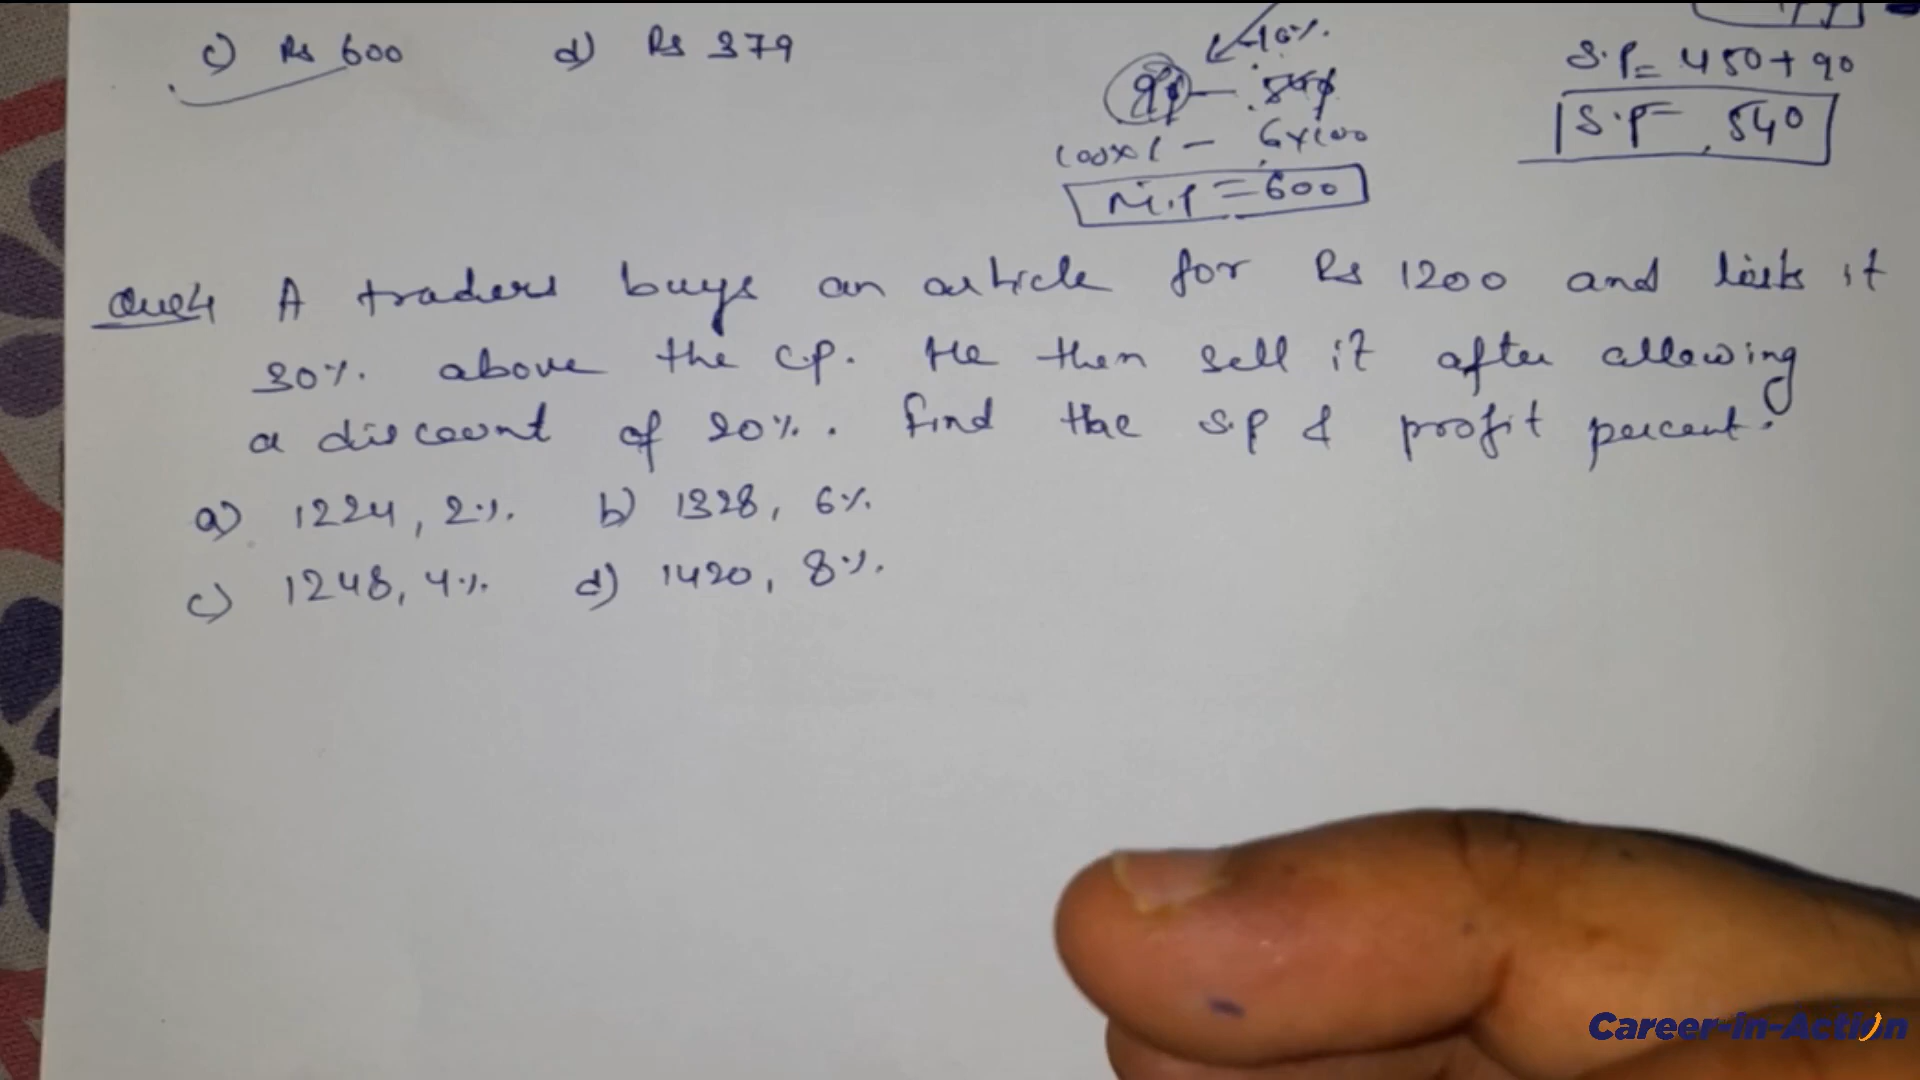 c) Rs 600 d) Rs 379
10%.
S.P = 450 + 90
S.P = 540
100x1 - 6x100
M.P = 600
Que4 A traders buys an article for Rs 1200 and lists it
30%. above the C.P. He then sell it after allowing
a discount of 20%. Find the S.P & profit percent.
a) 1224, 2%. b) 1328, 6%.
c) 1248, 4%. d) 1420, 8%.
Career-in-Action